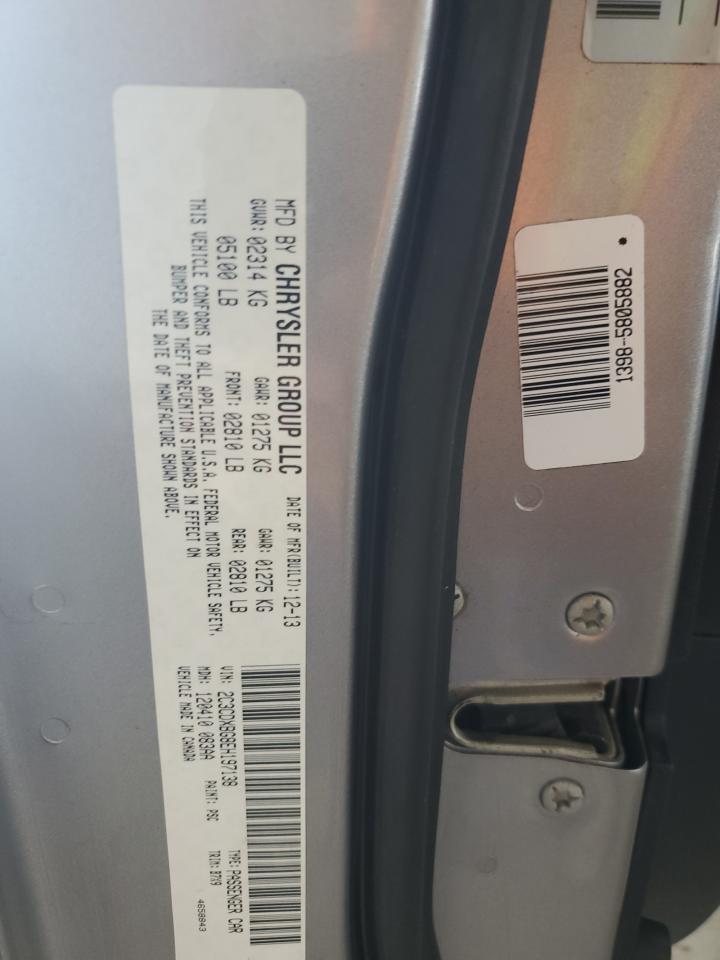 MFD BY CHRYSLER GROUP LLC DATE OF MFR(BUILT): 12-13
GVWR: 02314 KG GAWR: 01275 KG GAWR: 01275 KG
05100 LB FRONT: 02810 LB REAR: 02810 LB
THIS VEHICLE CONFORMS TO ALL APPLICABLE U.S.A. FEDERAL MOTOR VEHICLE SAFETY,
BUMPER AND THEFT PREVENTION STANDARDS IN EFFECT ON
THE DATE OF MANUFACTURE SHOWN ABOVE.
VIN: 2C3CDXBG8EH197138 TYPE: PASSENGER CAR
MDH: 120410 083AA PAINT: PSC TRIM: B7X9
VEHICLE MADE IN CANADA 4658843
1398-5805882